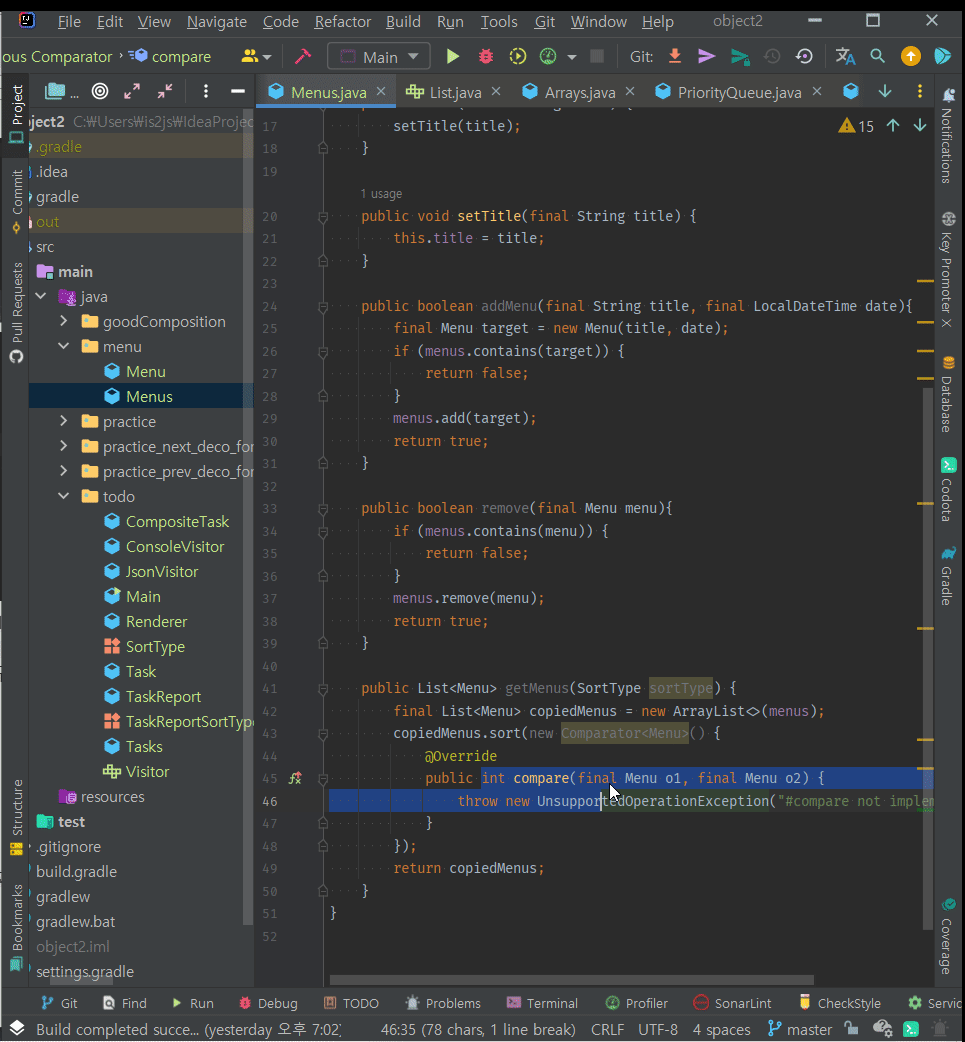 File Edit View Navigate Code Refactor Build Run Tools Git Window Help object2
ous Comparator compare Main Git:
Project
Commit
Pull Requests
Structure
Bookmarks
... Menus.java List.java Arrays.java PriorityQueue.java
ject2 C:₩Users₩is2js₩IdeaProjec
.gradle
.idea
gradle
out
src
main
java
goodComposition
menu
Menu
Menus
practice
practice_next_deco_for
practice_prev_deco_for
todo
CompositeTask
ConsoleVisitor
JsonVisitor
Main
Renderer
SortType
Task
TaskReport
TaskReportSortType
Tasks
Visitor
resources
test
.gitignore
build.gradle
gradlew
gradlew.bat
object2.iml
settings.gradle
15
17 setTitle(title);
18 }
19
1 usage
20 public void setTitle(final String title) {
21 this.title = title;
22 }
23
24 public boolean addMenu(final String title, final LocalDateTime date){
25 final Menu target = new Menu(title, date);
26 if (menus.contains(target)) {
27 return false;
28 }
29 menus.add(target);
30 return true;
31 }
32
33 public boolean remove(final Menu menu){
34 if (menus.contains(menu)) {
35 return false;
36 }
37 menus.remove(menu);
38 return true;
39 }
40
41 public List<Menu> getMenus(SortType sortType) {
42 final List<Menu> copiedMenus = new ArrayList<>(menus);
43 copiedMenus.sort(new Comparator<Menu>() {
44 @Override
45 public int compare(final Menu o1, final Menu o2) {
46 throw new UnsupportedOperationException("#compare not implem
47 }
48 });
49 return copiedMenus;
50 }
51 }
52
Notifications
Key Promoter X
Database
Codota
Gradle
Coverage
Git Find Run Debug TODO Problems Terminal Profiler SonarLint CheckStyle Servic
Build completed succe... (yesterday 오후 7:02) 46:35 (78 chars, 1 line break) CRLF UTF-8 4 spaces master